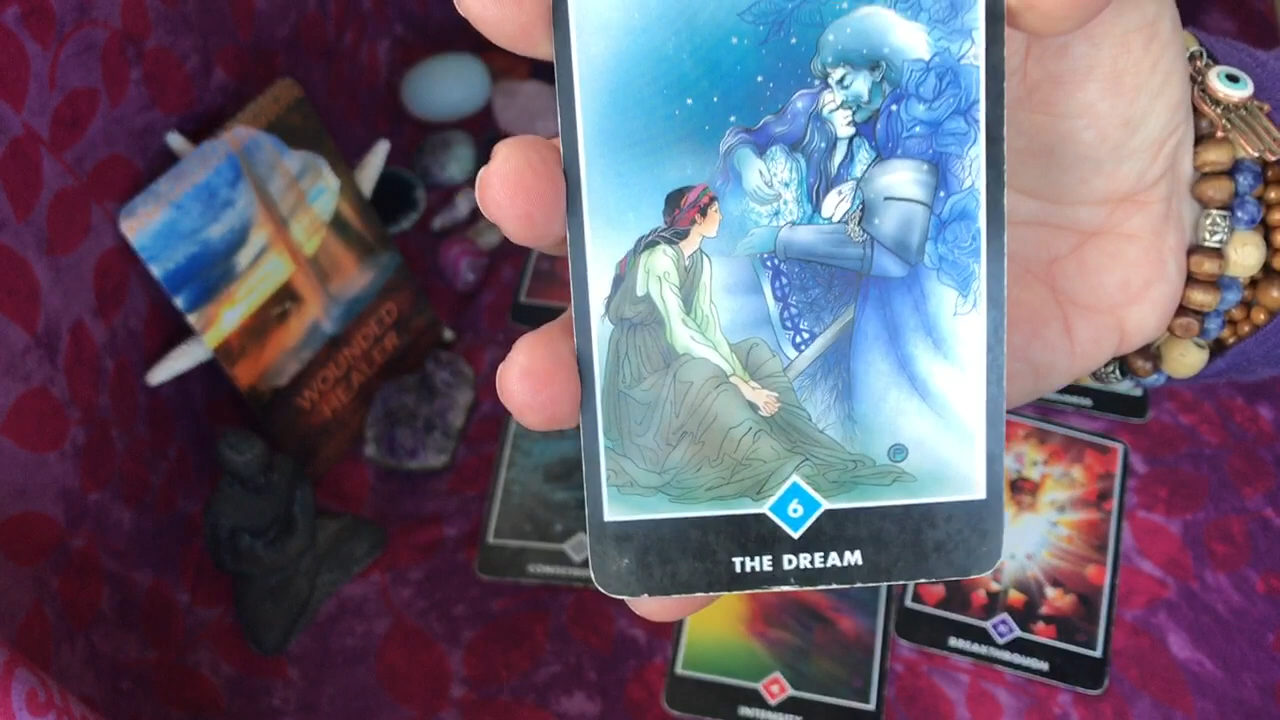 6
THE DREAM
WOUNDED
HEALER
BREAKTHROUGH
INTENSITY